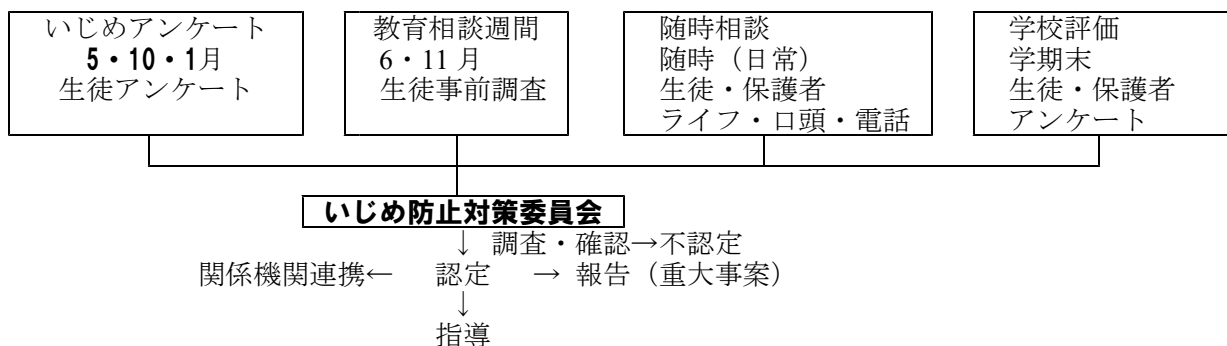 いじめアンケート
5・10・1月
生徒アンケート
教育相談週間
6・11月
生徒事前調査
随時相談
随時（日常）
生徒・保護者
ライフ・口頭・電話
学校評価
学期末
生徒・保護者
アンケート
いじめ防止対策委員会
↓ 調査・確認→不認定
関係機関連携← 認定 → 報告（重大事案）
↓
指導